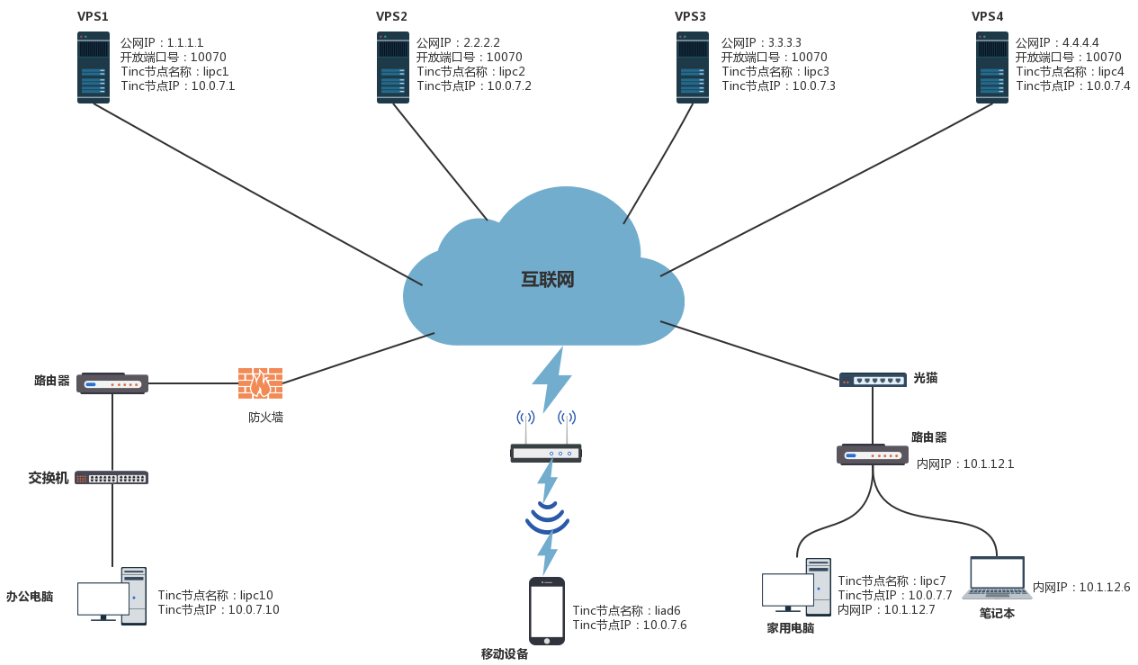 VPS1
公网IP：1.1.1.1
开放端口号：10070
Tinc节点名称：lipc1
Tinc节点IP：10.0.7.1
VPS2
公网IP：2.2.2.2
开放端口号：10070
Tinc节点名称：lipc2
Tinc节点IP：10.0.7.2
VPS3
公网IP：3.3.3.3
开放端口号：10070
Tinc节点名称：lipc3
Tinc节点IP：10.0.7.3
VPS4
公网IP：4.4.4.4
开放端口号：10070
Tinc节点名称：lipc4
Tinc节点IP：10.0.7.4
互联网
路由器
防火墙
交换机
办公电脑
Tinc节点名称：lipc10
Tinc节点IP：10.0.7.10
Tinc节点名称：liad6
Tinc节点IP：10.0.7.6
移动设备
光猫
路由器
内网IP：10.1.12.1
Tinc节点名称：lipc7
Tinc节点IP：10.0.7.7
内网IP：10.1.12.7
家用电脑
内网IP：10.1.12.6
笔记本